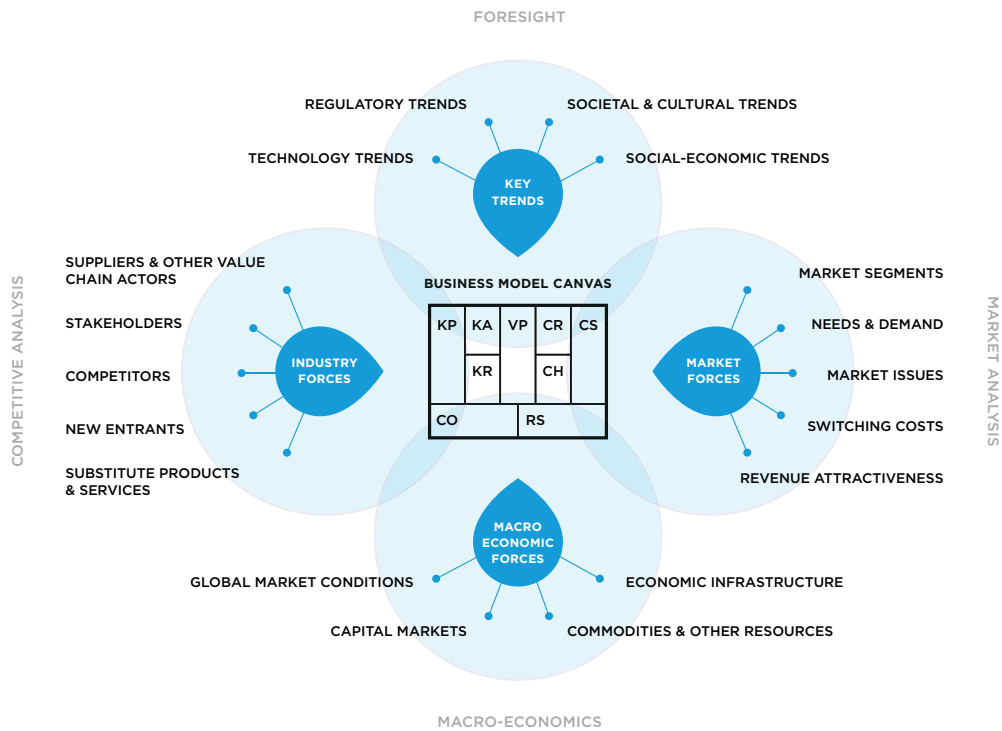 FORESIGHT
REGULATORY TRENDS
SOCIETAL & CULTURAL TRENDS
TECHNOLOGY TRENDS
SOCIAL-ECONOMIC TRENDS
KEY
TRENDS
COMPETITIVE ANALYSIS
SUPPLIERS & OTHER VALUE
CHAIN ACTORS
STAKEHOLDERS
COMPETITORS
NEW ENTRANTS
SUBSTITUTE PRODUCTS
& SERVICES
INDUSTRY
FORCES
BUSINESS MODEL CANVAS
KP KA VP CR CS
KR CH
CO RS
MARKET
FORCES
MARKET SEGMENTS
NEEDS & DEMAND
MARKET ISSUES
SWITCHING COSTS
REVENUE ATTRACTIVENESS
MARKET ANALYSIS
MACRO
ECONOMIC
FORCES
GLOBAL MARKET CONDITIONS
ECONOMIC INFRASTRUCTURE
CAPITAL MARKETS
COMMODITIES & OTHER RESOURCES
MACRO-ECONOMICS